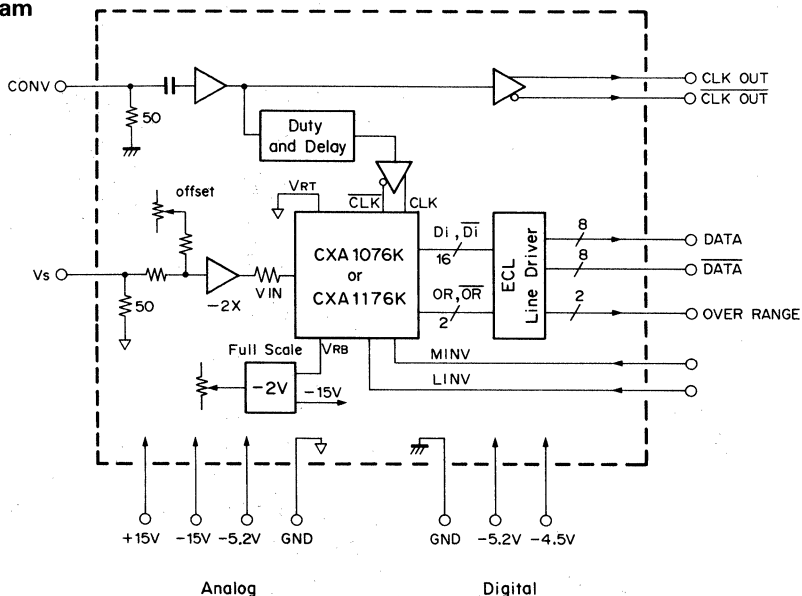 am
CONV
50
Duty
and Delay
CLK OUT
CLK OUT
offset
VRT
CLK
CLK
CXA1076K
or
CXA1176K
Di, Di
16
ECL
Line Driver
8
DATA
8
DATA
Vs
50
-2X
VIN
OR, OR
2
2
OVER RANGE
Full Scale
VRB
-2V
-15V
MINV
LINV
+15V
-15V
-5.2V
GND
GND
-5.2V
-4.5V
Analog
Digital